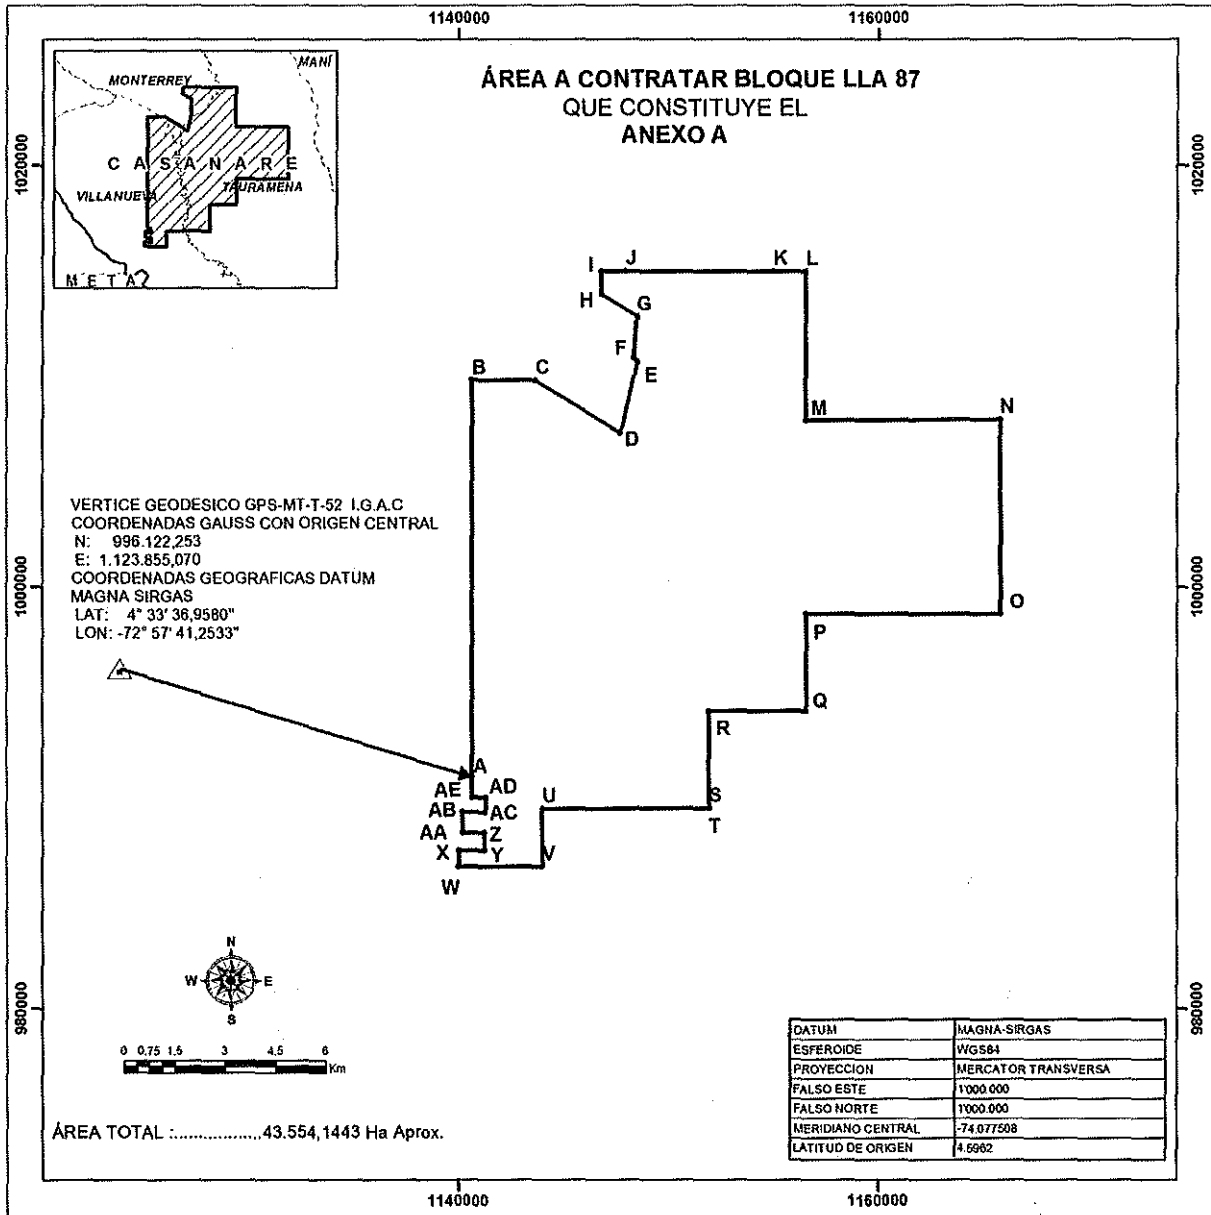 1140000 1160000
MANÍ
MONTERREY
C A S A N A R E
TAURAMENA
VILLANUEVA
M E T A
ÁREA A CONTRATAR BLOQUE LLA 87
QUE CONSTITUYE EL
ANEXO A
1020000 1020000
I J K L
H G
F
E
B C
D
M N
VERTICE GEODESICO GPS-MT-T-52 I.G.A.C
COORDENADAS GAUSS CON ORIGEN CENTRAL
N: 996.122,253
E: 1.123.855,070
COORDENADAS GEOGRAFICAS DATUM
MAGNA SIRGAS
LAT: 4° 33' 36,9580"
LON: -72° 57' 41,2533"
1000000 1000000
O
P
Q
R
A
AE AD
AB AC
U S
T
AA Z
X Y V
W
N
W E
S
980000 980000
0 0,75 1,5 3 4,5 6
Km
ÁREA TOTAL :.................43.554,1443 Ha Aprox.
DATUM MAGNA-SIRGAS
ESFEROIDE WGS84
PROYECCION MERCATOR TRANSVERSA
FALSO ESTE 1'000.000
FALSO NORTE 1'000.000
MERIDIANO CENTRAL -74.077508
LATITUD DE ORIGEN 4.5962
1140000 1160000